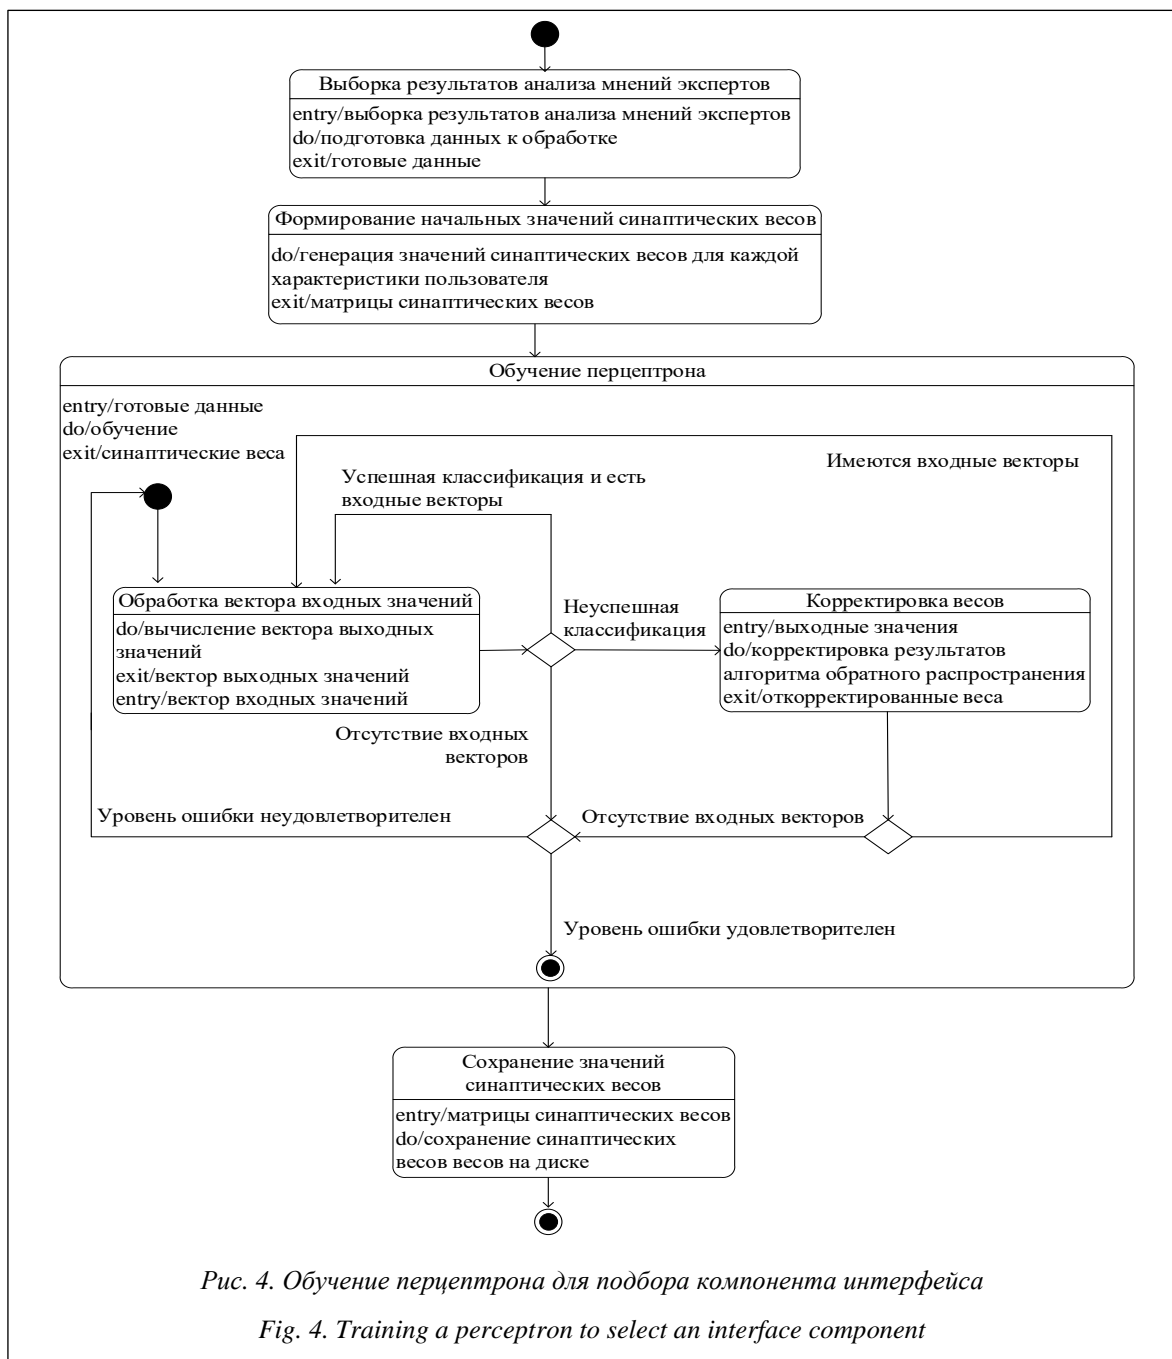 Выборка результатов анализа мнений экспертов
entry/выборка результатов анализа мнений экспертов
do/подготовка данных к обработке
exit/готовые данные
Формирование начальных значений синаптических весов
do/генерация значений синаптических весов для каждой
характеристики пользователя
exit/матрицы синаптических весов
Обучение перцептрона
entry/готовые данные
do/обучение
exit/синаптические веса
Имеются входные векторы
Успешная классификация и есть
входные векторы
Обработка вектора входных значений
do/вычисление вектора выходных
значений
exit/вектор выходных значений
entry/вектор входных значений
Неуспешная
классификация
Корректировка весов
entry/выходные значения
do/корректировка результатов
алгоритма обратного распространения
exit/откорректированные веса
Отсутствие входных
векторов
Уровень ошибки неудовлетворителен
Отсутствие входных векторов
Уровень ошибки удовлетворителен
Сохранение значений
синаптических весов
entry/матрицы синаптических весов
do/сохранение синаптических
весов весов на диске
Рис. 4. Обучение перцептрона для подбора компонента интерфейса
Fig. 4. Training a perceptron to select an interface component